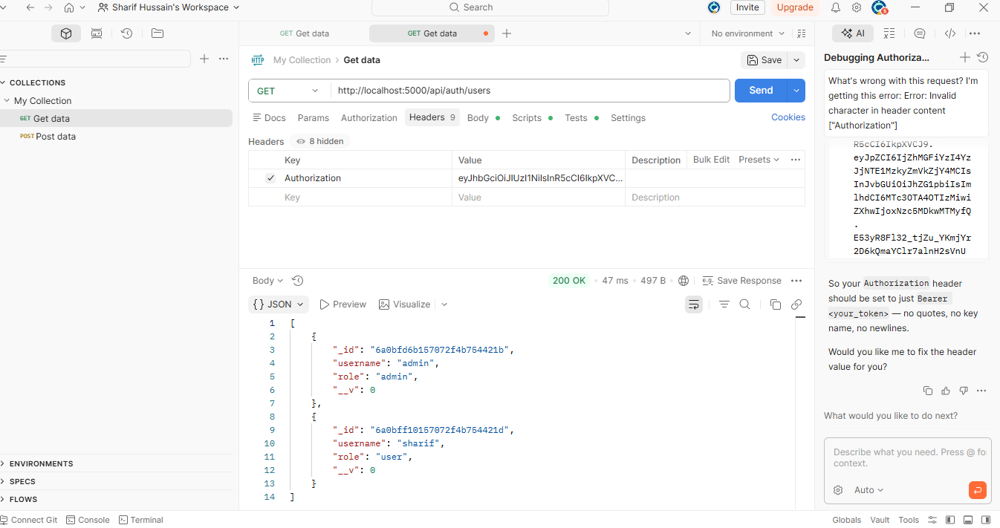 Sharif Hussain's Workspace
Search
Invite
Upgrade
GET Get data
GET Get data
No environment
AI
My Collection > Get data
Save
Debugging Authoriza...
COLLECTIONS
My Collection
GET Get data
POST Post data
GET
http://localhost:5000/api/auth/users
Send
What's wrong with this request? I'm
getting this error: Error: Invalid
character in header content
["Authorization"]
Docs Params Authorization Headers 9 Body Scripts Tests Settings
Cookies
Headers 8 hidden
Key Value Description Bulk Edit Presets
Authorization eyJhbGciOiJIUzI1NiIsInR5cCI6IkpXVC...
Key Value Description
R5cCI6IkpXVCJ9.
eyJpZCI6IjZhMGFiYzI4Yz
JjNTE1MzkyZmVkZjY4MCIs
InJvbGUiOiJhZG1pbiIsIm
lhdCI6MTc3OTA4OTIzMiwi
ZXhwIjoxNzc5MDkwMTMyfQ
.
E53yR8Fl32_tjZu_YKmjYr
2D6kQmaYClr7alnH2sVnU
Body
200 OK 47 ms 497 B Save Response
JSON Preview Visualize
1 [
2 {
3 "_id": "6a0bfd6b157072f4b754421b",
4 "username": "admin",
5 "role": "admin",
6 "__v": 0
7 },
8 {
9 "_id": "6a0bff10157072f4b754421d",
10 "username": "sharif",
11 "role": "user",
12 "__v": 0
13 }
14 ]
So your Authorization header
should be set to just Bearer
<your_token> — no quotes, no key
name, no newlines.
Would you like me to fix the header
value for you?
What would you like to do next?
Describe what you need. Press @ for
context.
Auto
ENVIRONMENTS
SPECS
FLOWS
Connect Git Console Terminal
Globals Vault Tools